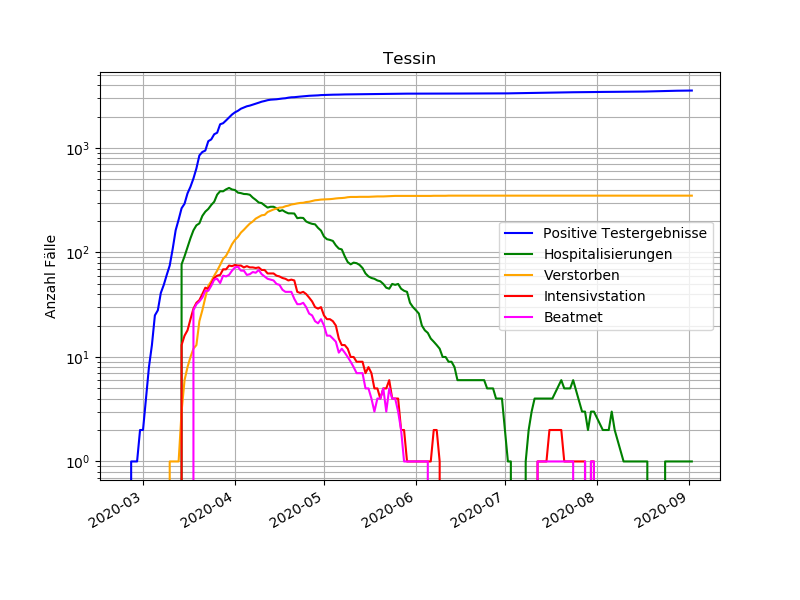 Tessin
Anzahl Fälle
10³
10²
10¹
10⁰
Positive Testergebnisse
Hospitalisierungen
Verstorben
Intensivstation
Beatmet
2020-03
2020-04
2020-05
2020-06
2020-07
2020-08
2020-09